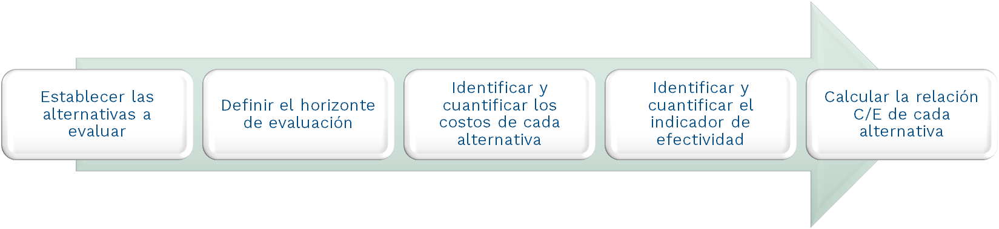 Establecer las
alternativas a
evaluar
Definir el horizonte
de evaluación
Identificar y
cuantificar los
costos de cada
alternativa
Identificar y
cuantificar el
indicador de
efectividad
Calcular la relación
C/E de cada
alternativa